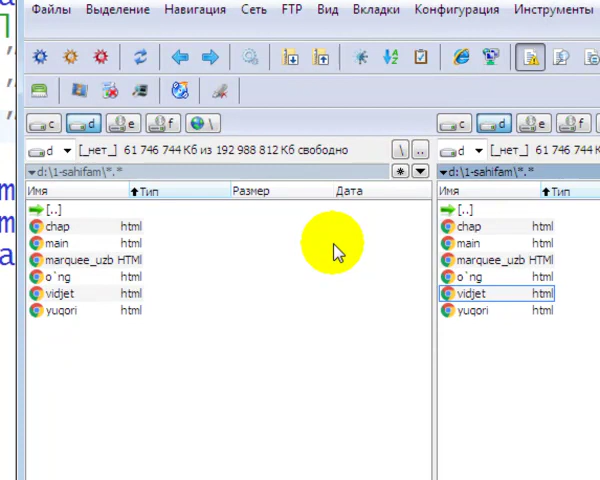 Файлы Выделение Навигация Сеть FTP Вид Вкладки Конфигурация Инструменты
c d e f \ c d e f
d [_нет_] 61 746 744 Кб из 192 988 812 Кб свободно \ .. d [_нет_] 61 746 744 К
d:\1-sahifam\*.* * d:\1-sahifam\*.*
Имя Тип Размер Дата Имя Тип
[..] [..]
chap html chap html
main html main html
marquee_uzb HTMl marquee_uzb HTMl
o`ng html o`ng html
vidjet html vidjet html
yuqori html yuqori html